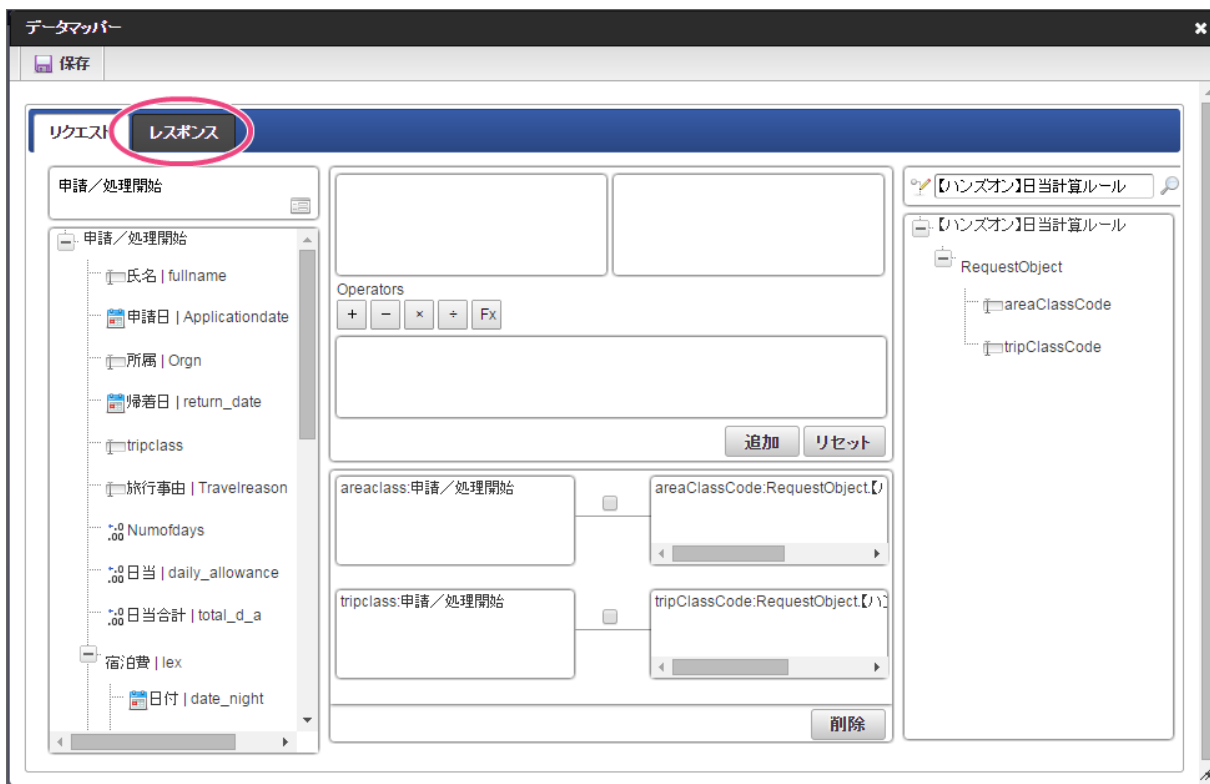 データマッパー
保存
リクエスト
レスポンス
申請／処理開始
申請／処理開始
氏名 | fullname
申請日 | Applicationdate
所属 | Orgn
帰着日 | return_date
tripclass
旅行事由 | Travelreason
Numofdays
日当 | daily_allowance
日当合計 | total_d_a
宿泊費 | lex
日付 | date_night
Operators
+ − × ÷ Fx
追加 リセット
areaclass:申請／処理開始
areaClassCode:RequestObject.【ハ
tripclass:申請／処理開始
tripClassCode:RequestObject.【ハン
削除
【ハンズオン】日当計算ルール
【ハンズオン】日当計算ルール
RequestObject
areaClassCode
tripClassCode